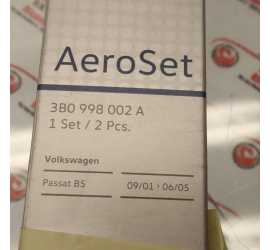 AeroSet
3B0 998 002 A
1 Set / 2 Pcs.
Volkswagen
Passat B5
09/01 › 06/05